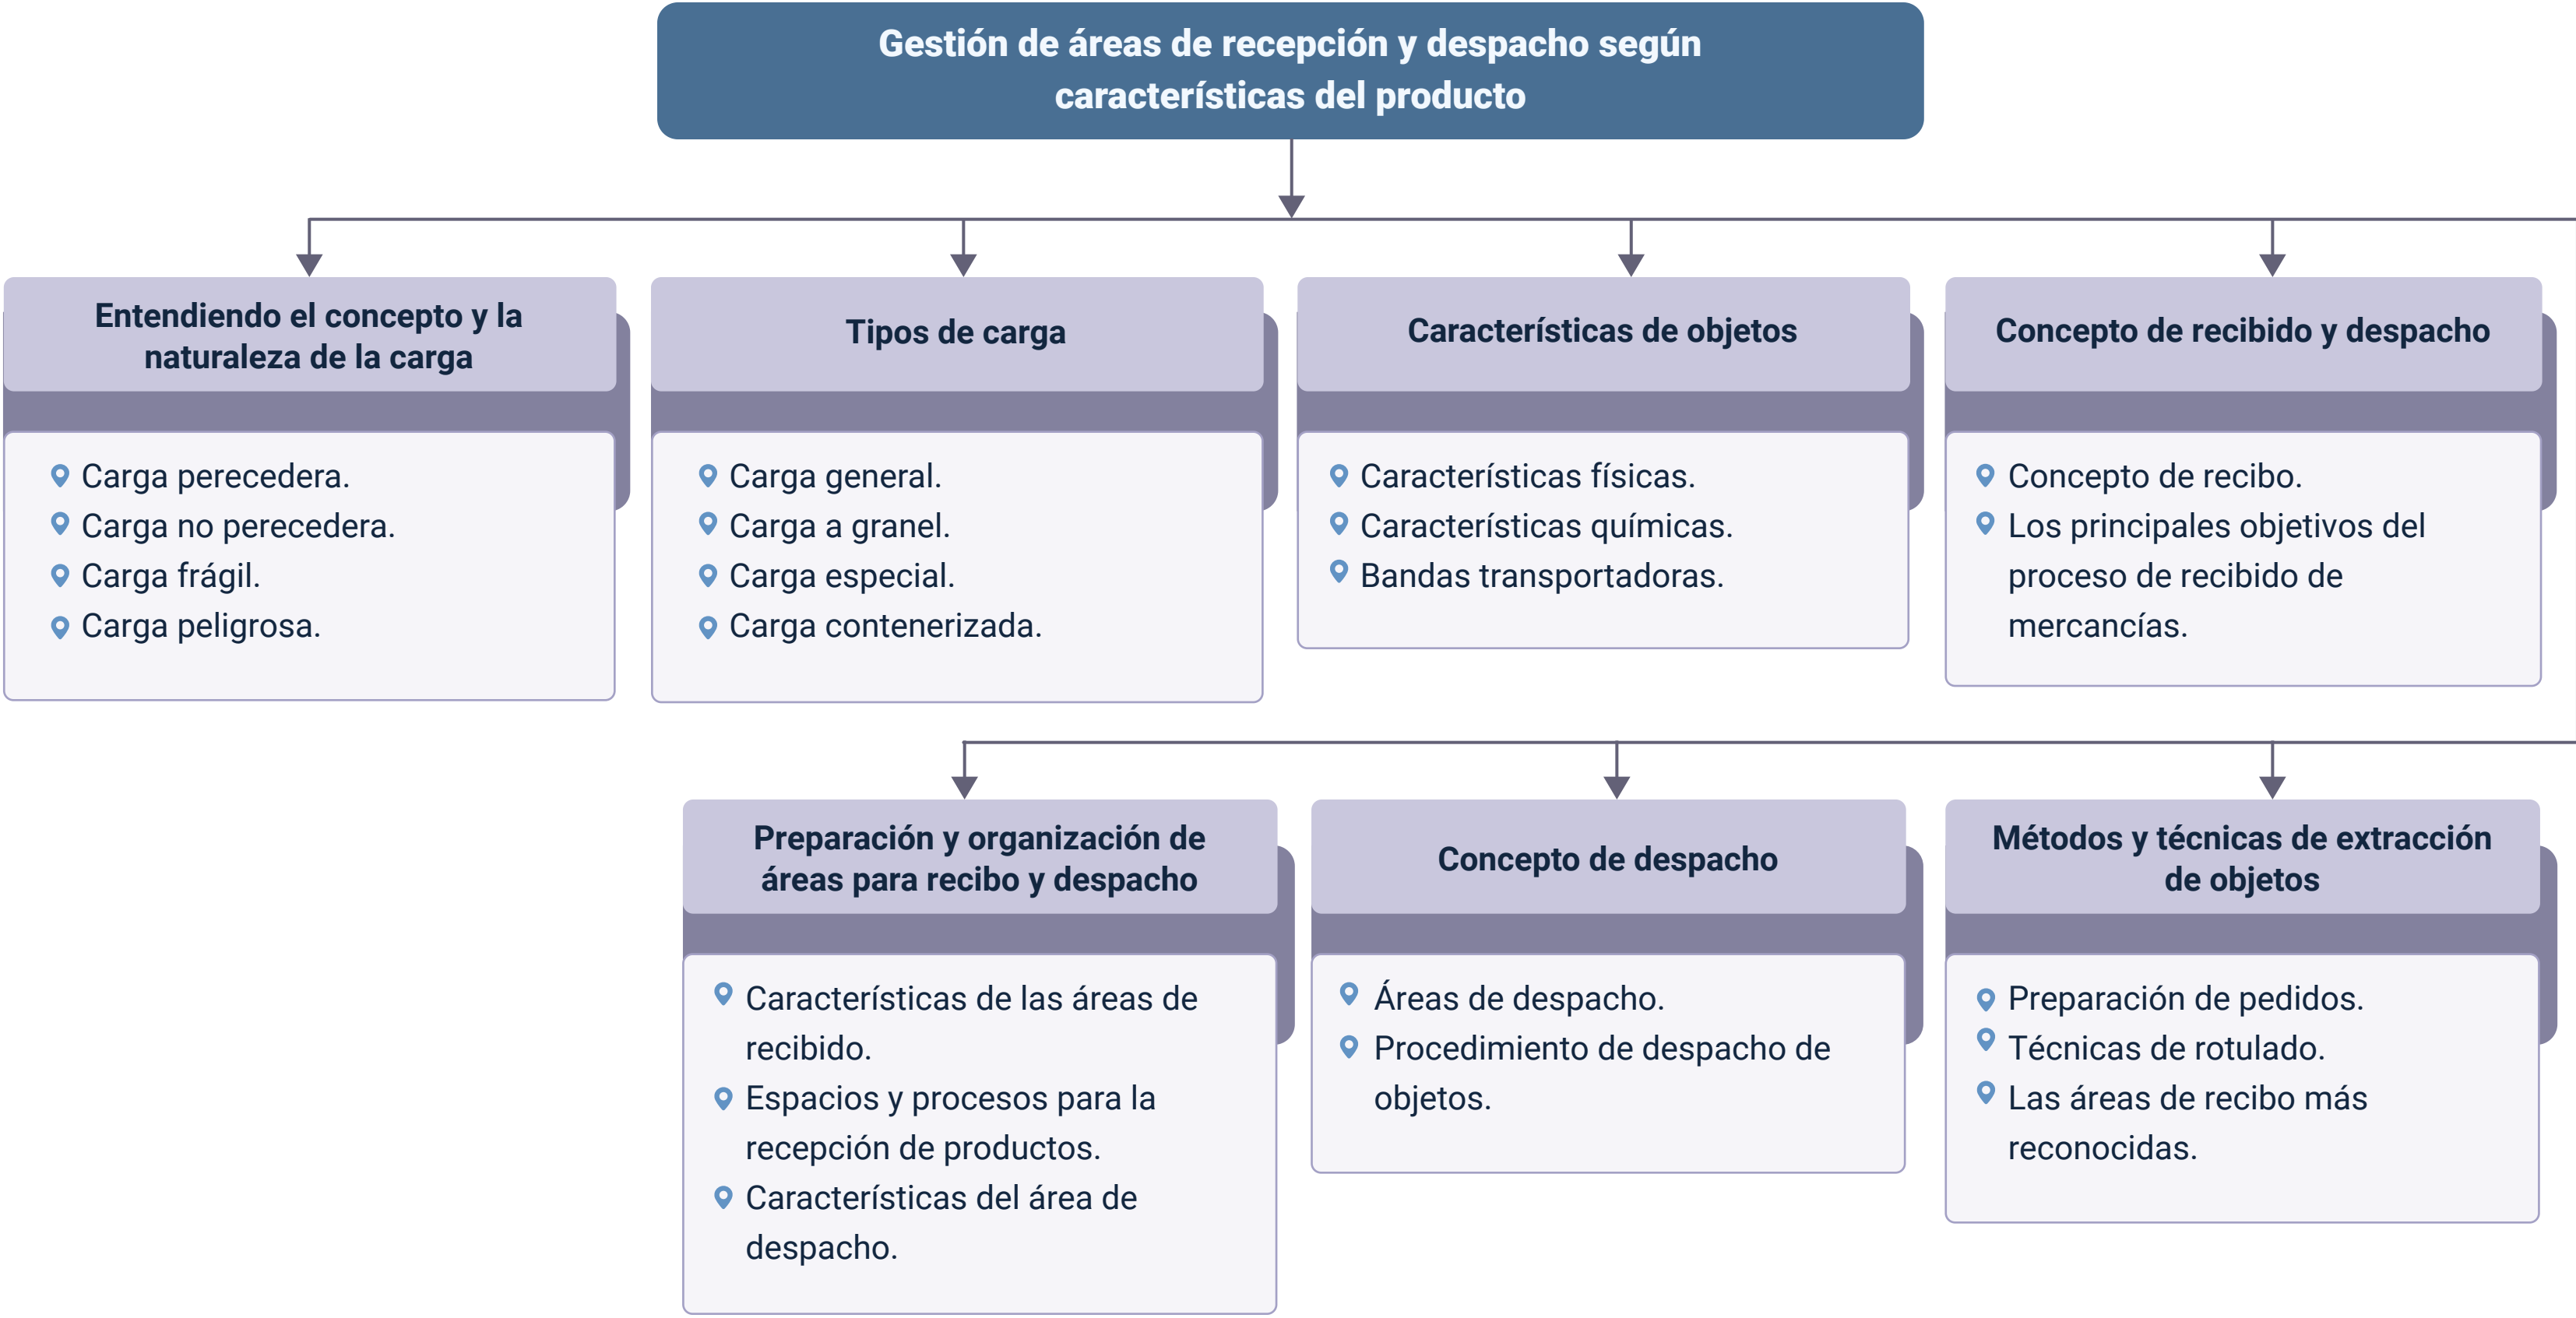 Gestión de áreas de recepción y despacho según
características del producto
Entendiendo el concepto y la
naturaleza de la carga
Carga perecedera.
Carga no perecedera.
Carga frágil.
Carga peligrosa.
Tipos de carga
Carga general.
Carga a granel.
Carga especial.
Carga contenerizada.
Características de objetos
Características físicas.
Características químicas.
Bandas transportadoras.
Concepto de recibido y despacho
Concepto de recibo.
Los principales objetivos del
proceso de recibido de
mercancías.
Preparación y organización de
áreas para recibo y despacho
Características de las áreas de
recibido.
Espacios y procesos para la
recepción de productos.
Características del área de
despacho.
Concepto de despacho
Áreas de despacho.
Procedimiento de despacho de
objetos.
Métodos y técnicas de extracción
de objetos
Preparación de pedidos.
Técnicas de rotulado.
Las áreas de recibo más
reconocidas.